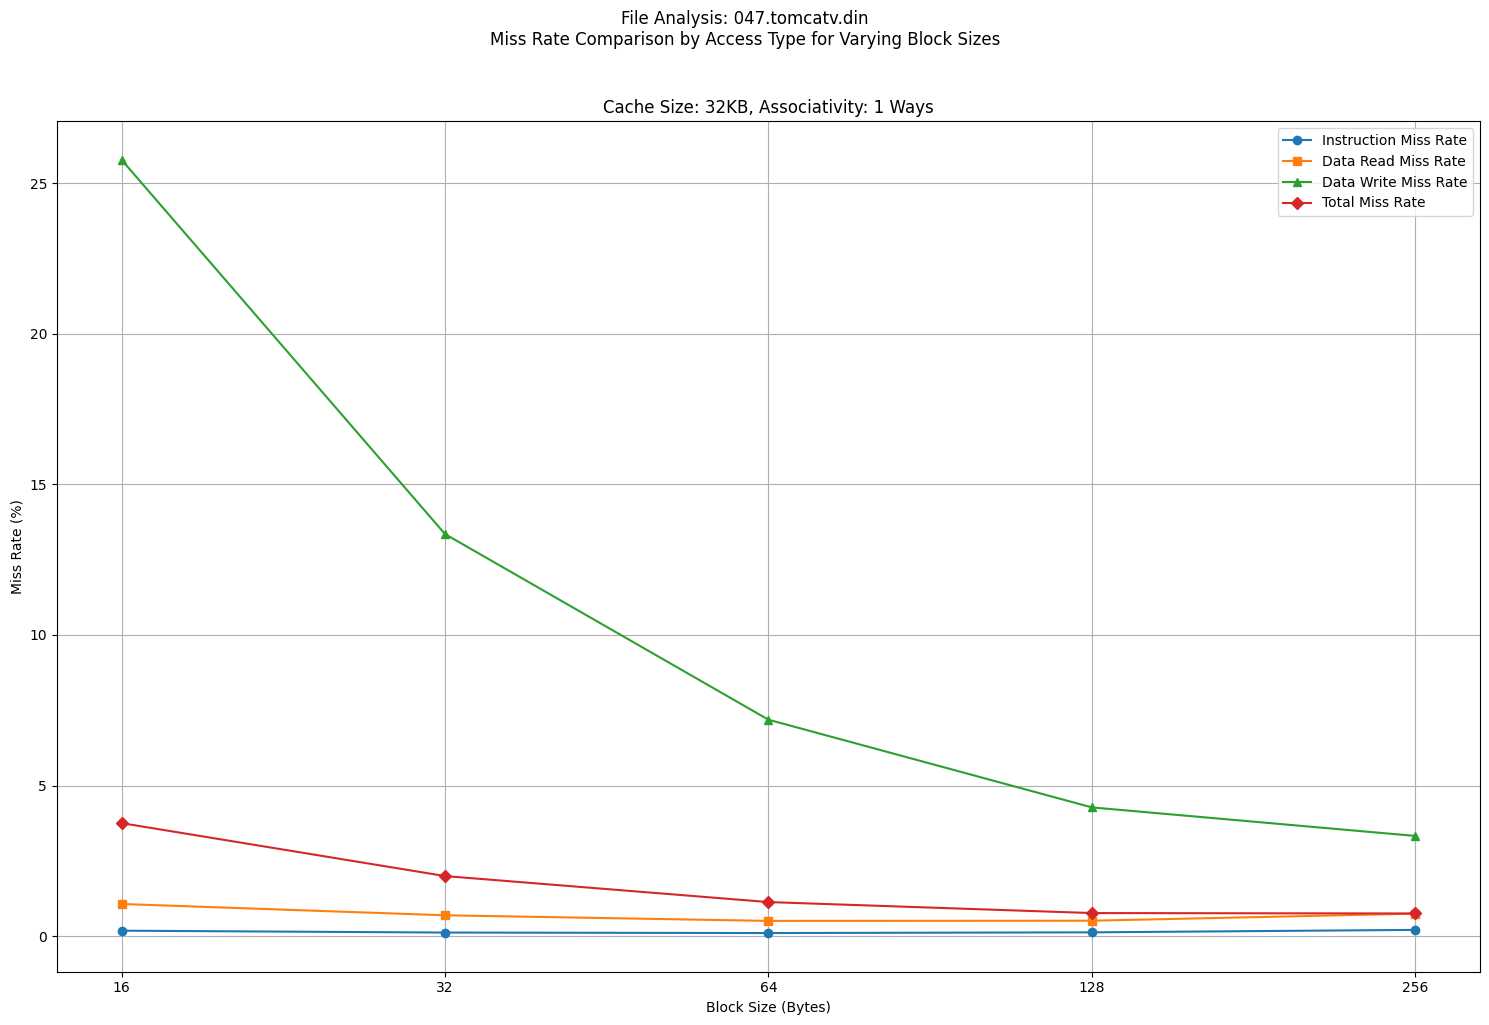 File Analysis: 047.tomcatv.din
Miss Rate Comparison by Access Type for Varying Block Sizes
Cache Size: 32KB, Associativity: 1 Ways
Instruction Miss Rate
Data Read Miss Rate
Data Write Miss Rate
Total Miss Rate
Miss Rate (%)
25
20
15
10
5
0
16 32 64 128 256
Block Size (Bytes)